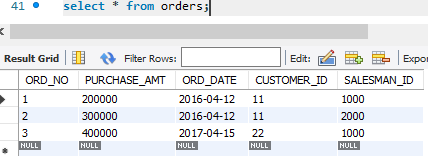 41 select * from orders;
Result Grid Filter Rows: Edit: Export
ORD_NO PURCHASE_AMT ORD_DATE CUSTOMER_ID SALESMAN_ID
1 200000 2016-04-12 11 1000
2 300000 2016-04-12 11 2000
3 400000 2017-04-15 22 1000
NULL NULL NULL NULL NULL